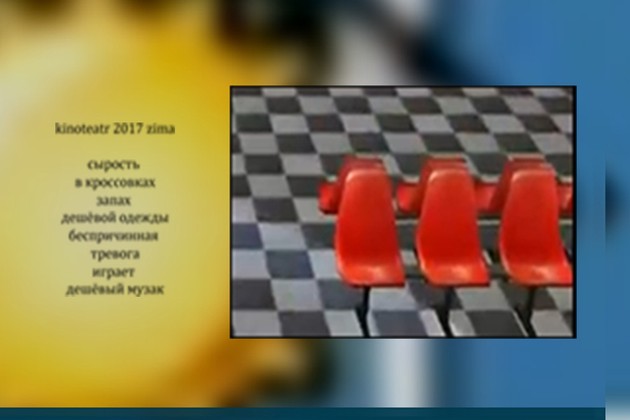 kinoteatr 2017 zima
сырость
в кроссовках
запах
дешёвой одежды
беспричинная
тревога
играет
дешёвый музак